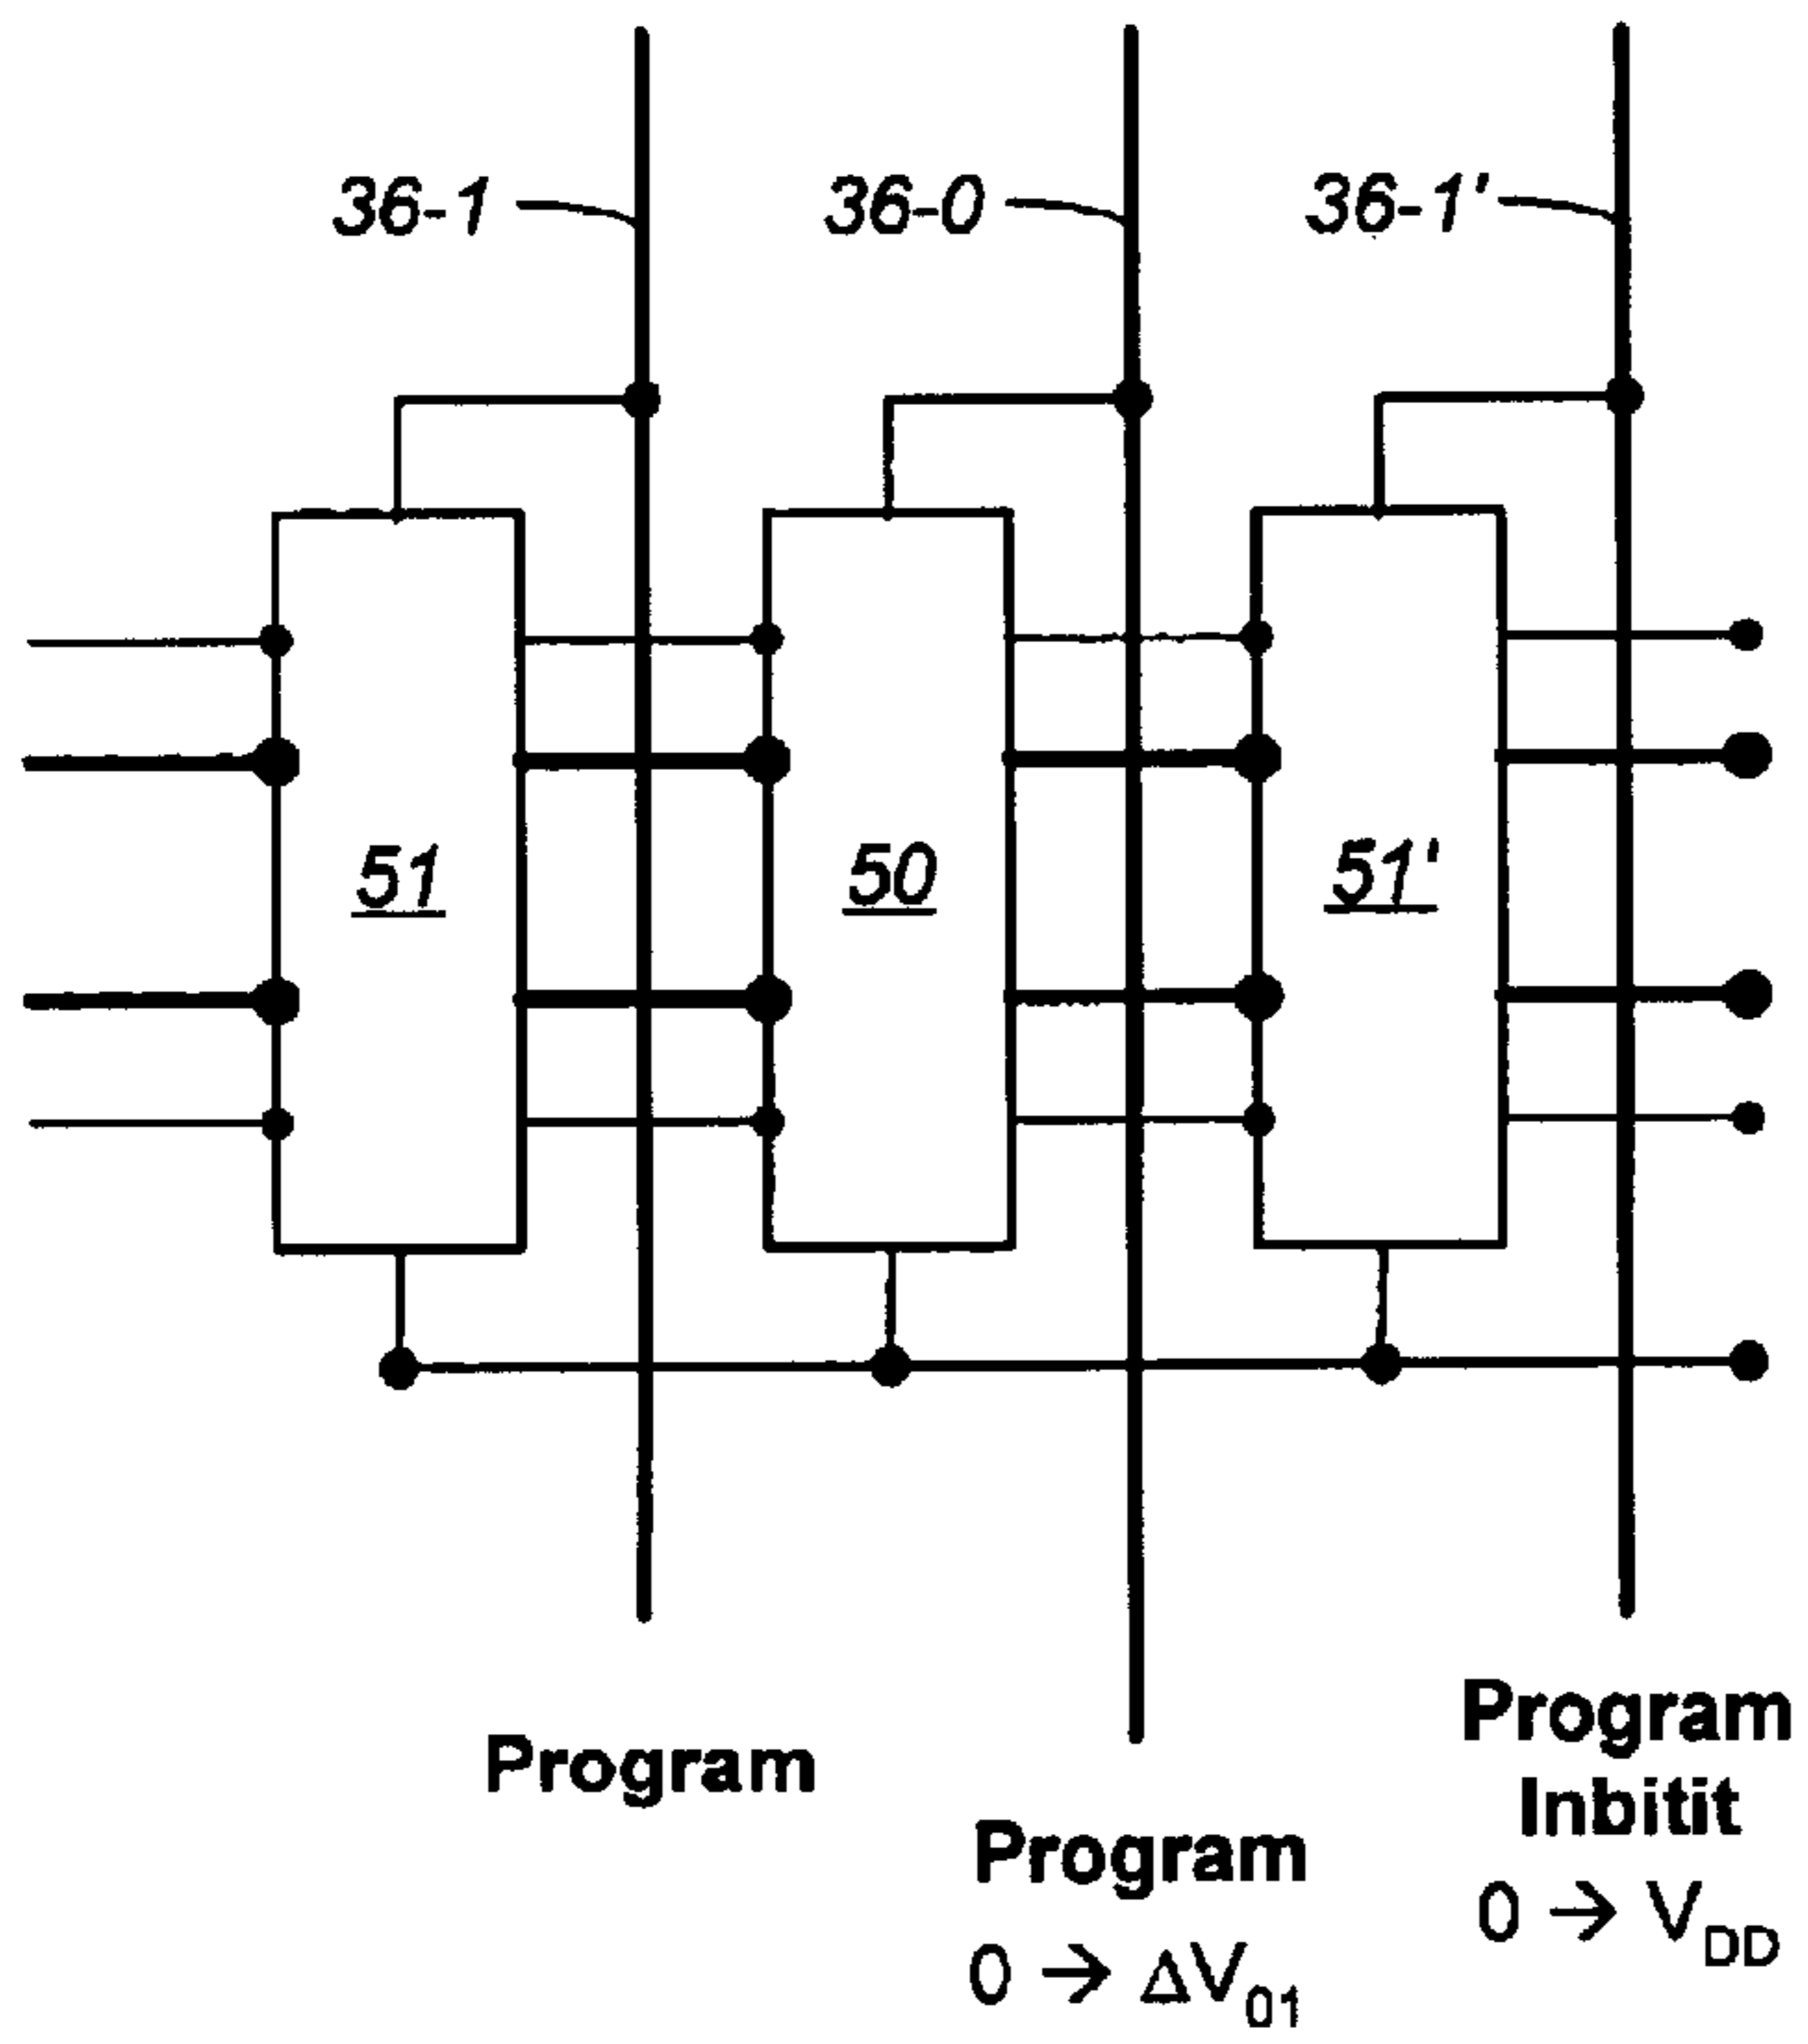 36-1
36-0
36-1'
51
50
51'
Program
Program
0 → ΔV01
Program
Inbitit
0 → VDD